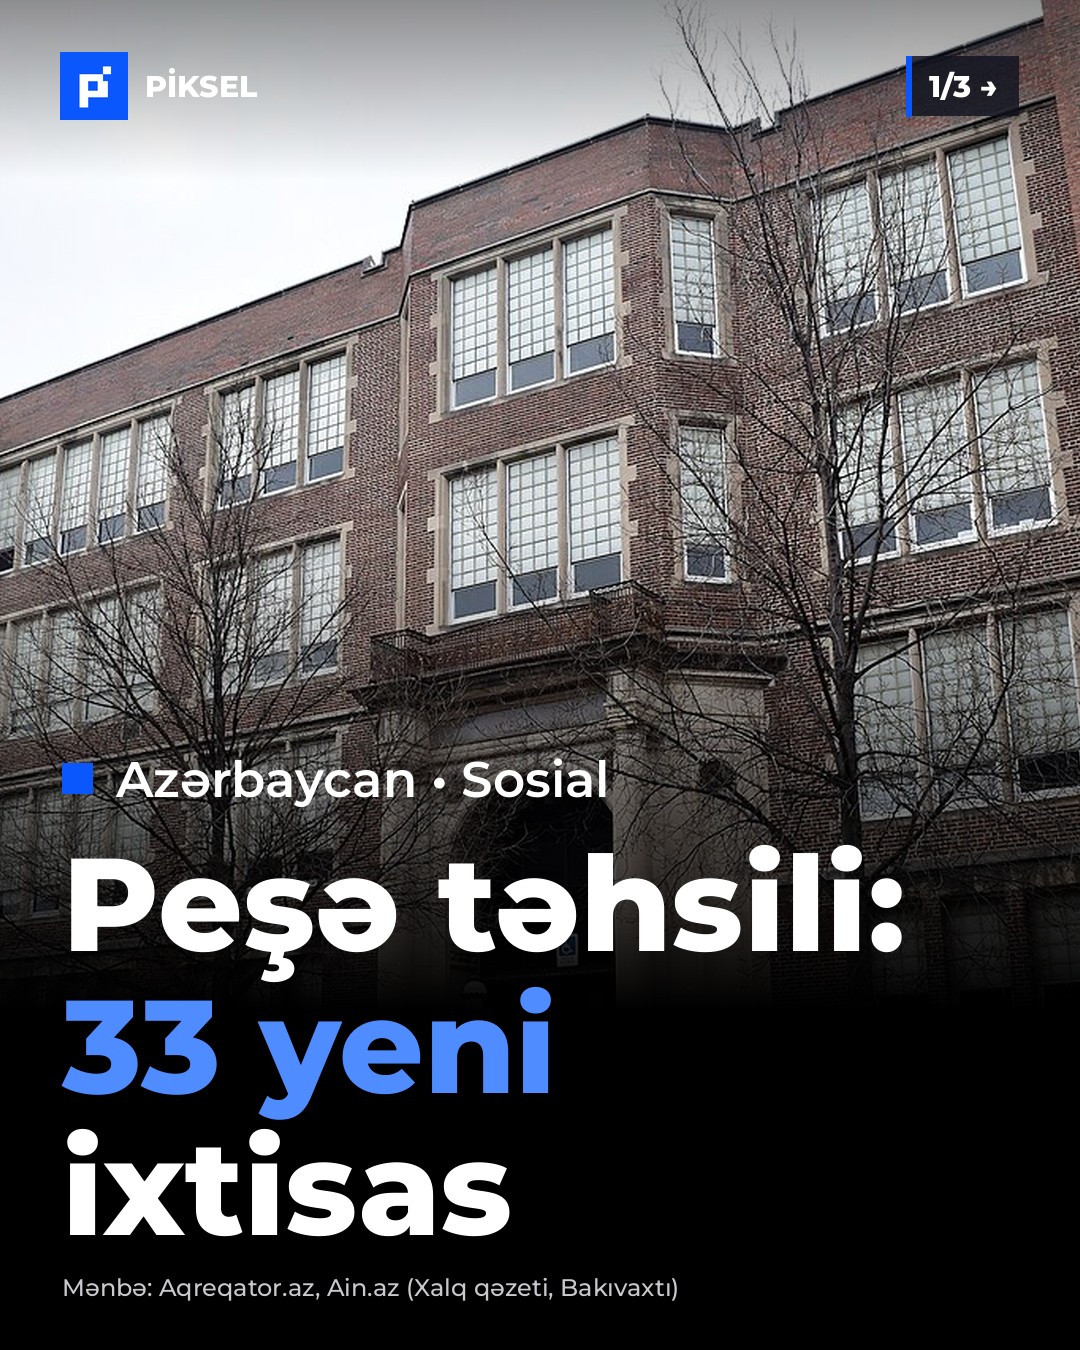 PİKSEL
1/3 →
Azərbaycan • Sosial
Peşə təhsili:
33 yeni
ixtisas
Mənbə: Aqreqator.az, Ain.az (Xalq qəzeti, Bakıvaxtı)